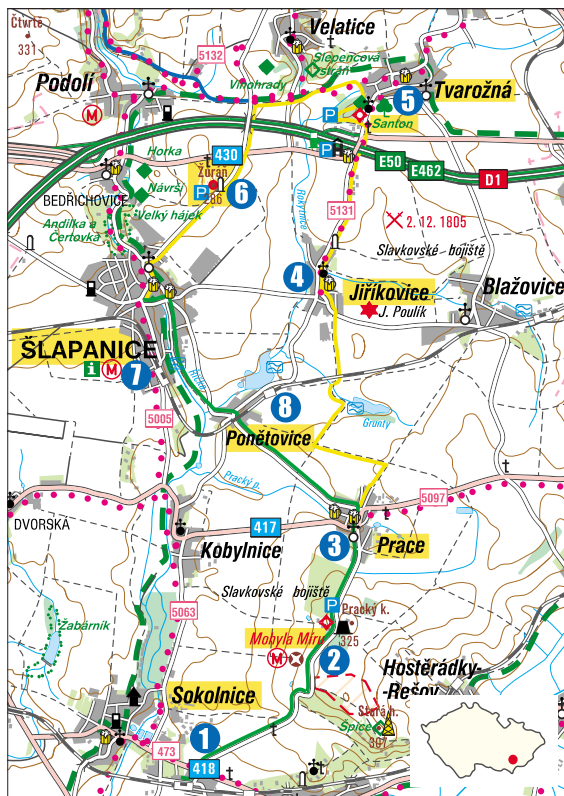 Čtvrtě
331
Velatice
5132
Slepencová
stráň
Podolí
Vinohrady
Tvarožná
M
P
5
Santon
Horka
430
P
E50
E462
D1
Žuráň
Návrší
P
286
6
BEDŘICHOVICE
Velký hájek
5131
2. 12. 1805
Andílka a
Čertovka
Rokytnice
Slavkovské bojiště
4
Blažovice
Jiříkovice
J. Poulík
ŠLAPANICE
i
M
7
Říčka
5005
8
Grunty
Ponětovice
Pracký p.
5097
DVORSKÁ
417
Kobylnice
3
Prace
5063
Slavkovské bojiště
P
Pracký k.
325
Žabárník
Mohyla Míru
M
2
Hostěrádky-
-Rešov
Sokolnice
1
Stará h.
Špice
307
473
418